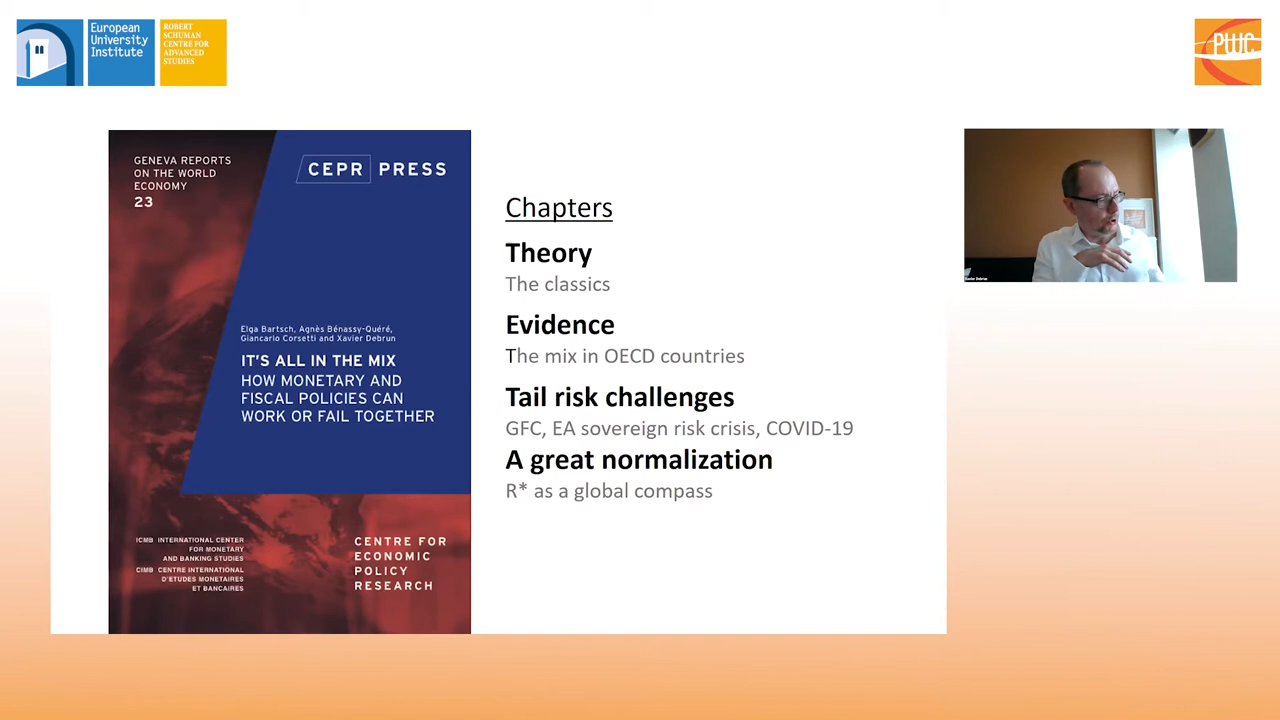 European
University
Institute
ROBERT
SCHUMAN
CENTRE FOR
ADVANCED
STUDIES
PWC
GENEVA REPORTS
ON THE WORLD
ECONOMY
23
CEPR PRESS
Elga Bartsch, Agnès Bénassy-Quéré,
Giancarlo Corsetti and Xavier Debrun
IT'S ALL IN THE MIX
HOW MONETARY AND
FISCAL POLICIES CAN
WORK OR FAIL TOGETHER
ICMB INTERNATIONAL CENTER
FOR MONETARY
AND BANKING STUDIES
CIMB CENTRE INTERNATIONAL
D'ETUDES MONETAIRES
ET BANCAIRES
CENTRE FOR
ECONOMIC
POLICY
RESEARCH
Chapters
Theory
The classics
Evidence
The mix in OECD countries
Tail risk challenges
GFC, EA sovereign risk crisis, COVID-19
A great normalization
R* as a global compass
Xavier Debrun